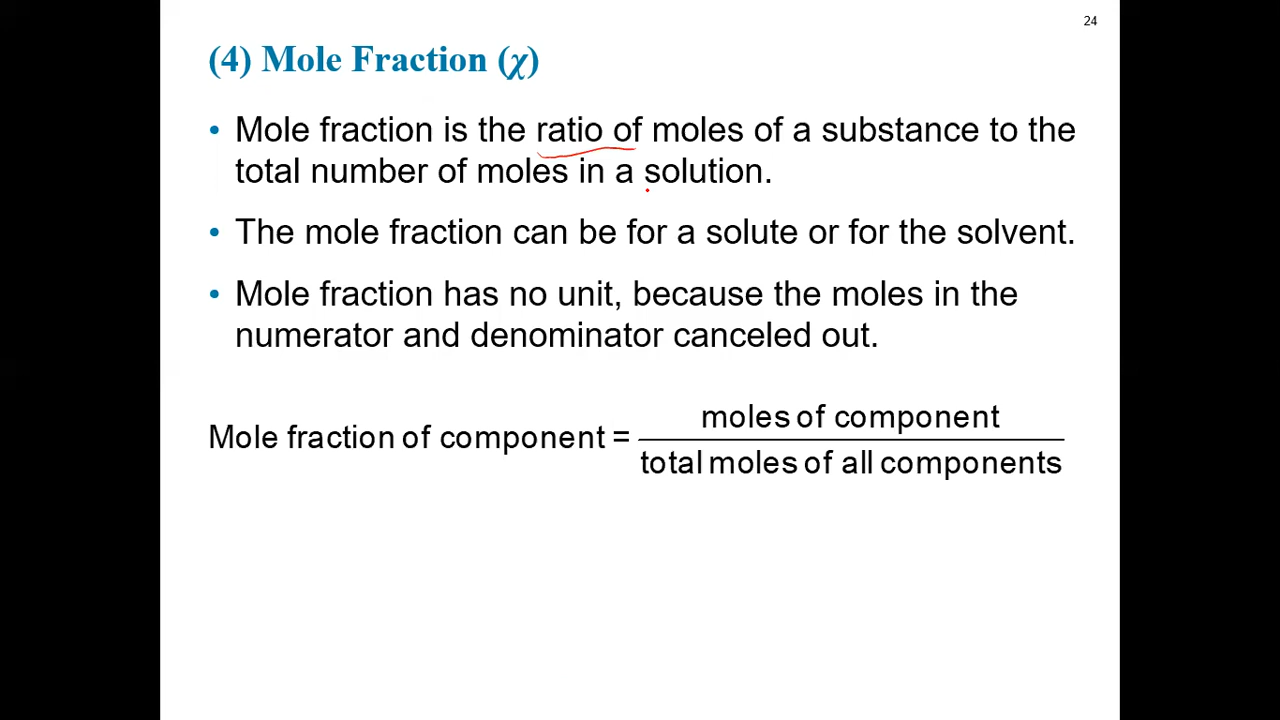 24
(4) Mole Fraction (χ)
• Mole fraction is the ratio of moles of a substance to the
total number of moles in a solution.
• The mole fraction can be for a solute or for the solvent.
• Mole fraction has no unit, because the moles in the
numerator and denominator canceled out.
Mole fraction of component = moles of component
total moles of all components